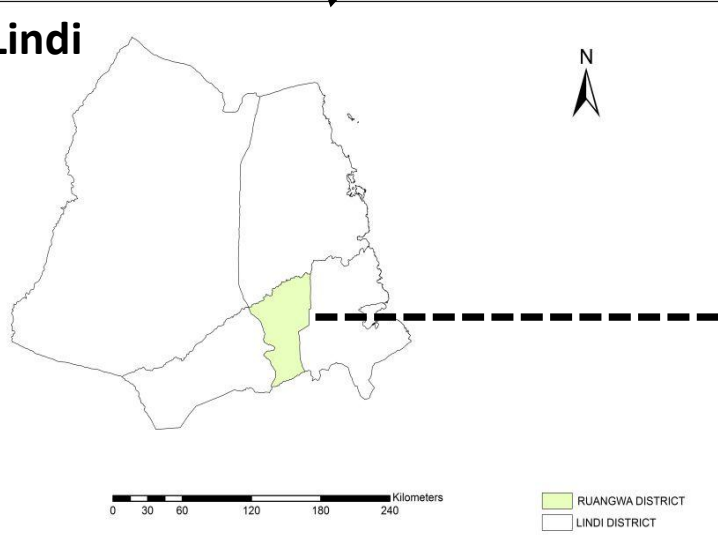 Lindi
N
Kilometers
0 30 60 120 180 240
RUANGWA DISTRICT
LINDI DISTRICT